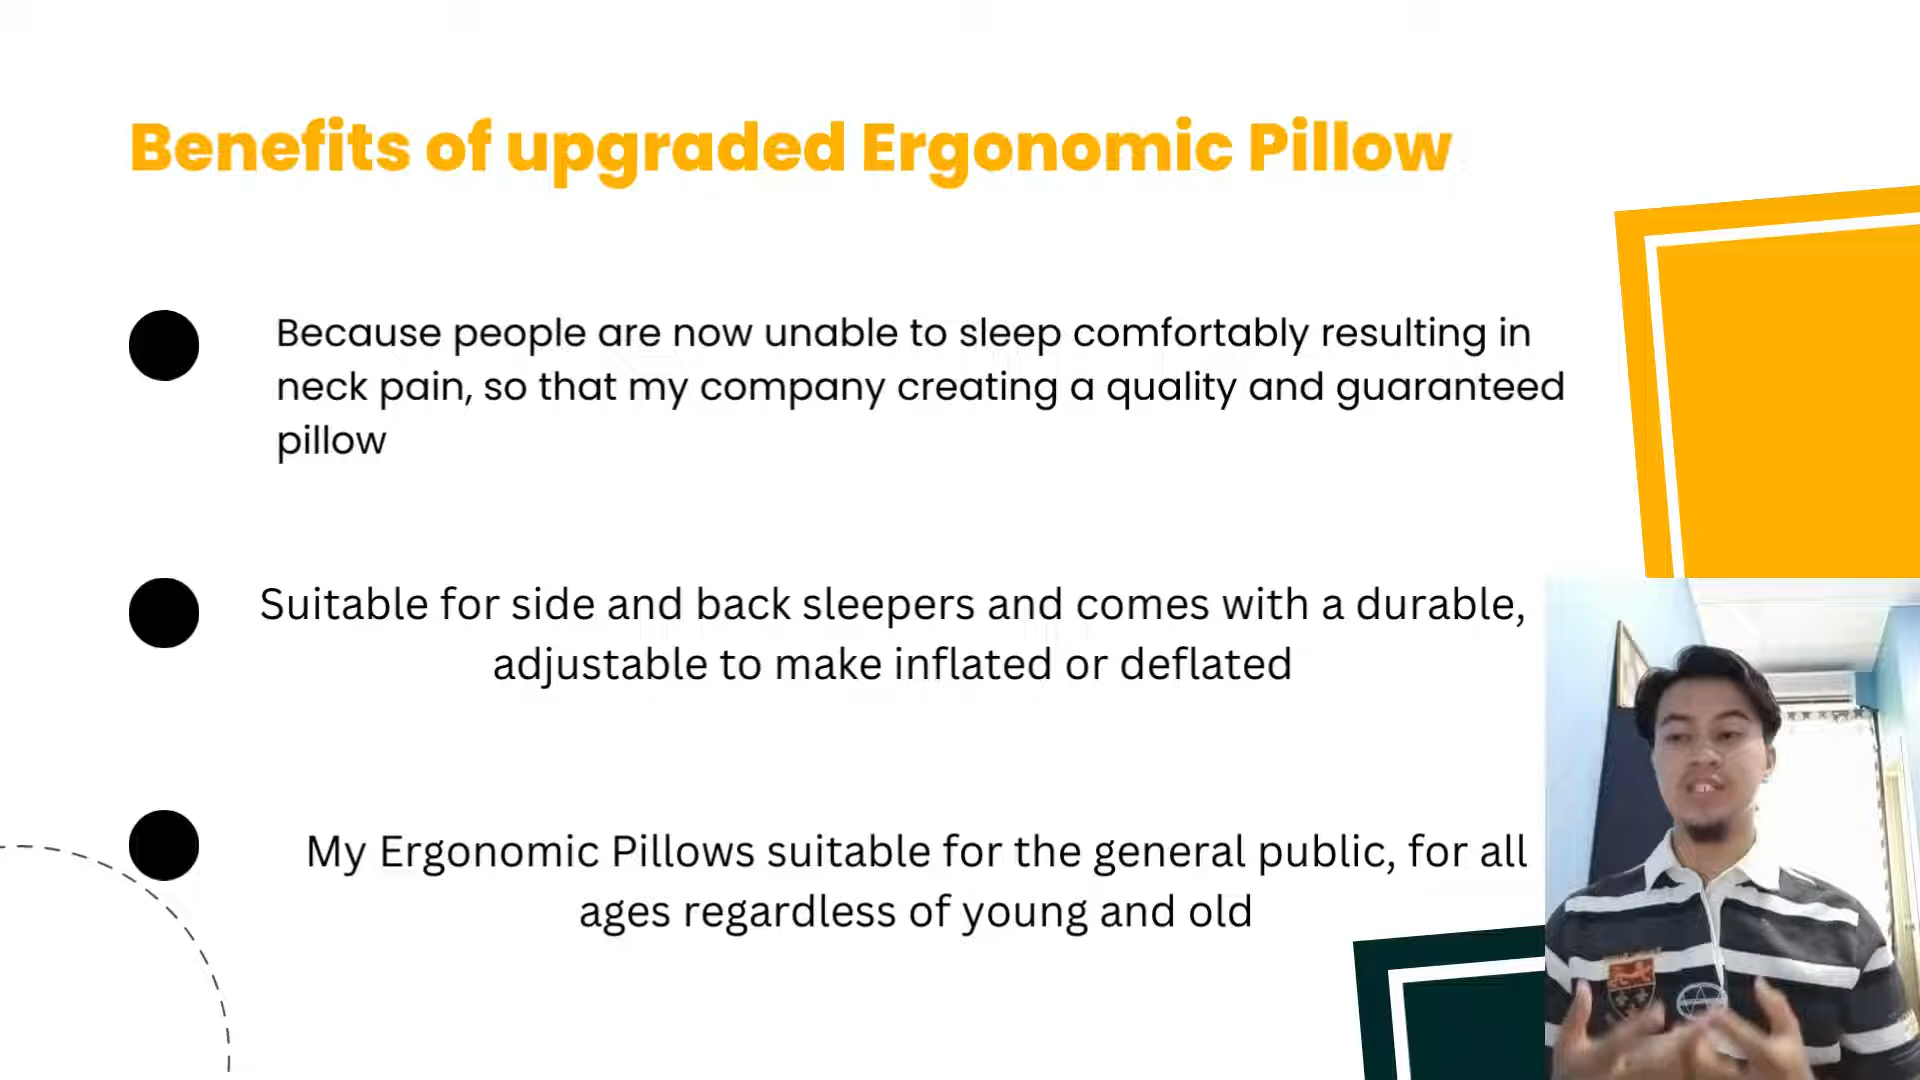 Benefits of upgraded Ergonomic Pillow
Because people are now unable to sleep comfortably resulting in
neck pain, so that my company creating a quality and guaranteed
pillow
Suitable for side and back sleepers and comes with a durable,
adjustable to make inflated or deflated
My Ergonomic Pillows suitable for the general public, for all
ages regardless of young and old